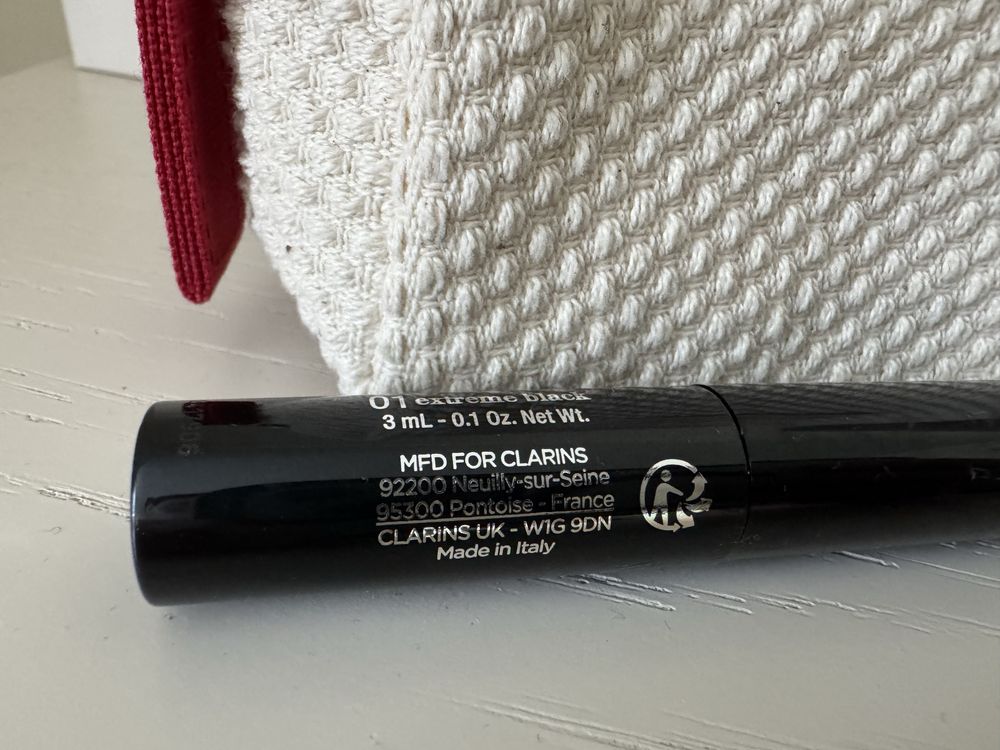 01 extreme black
3 mL - 0.1 Oz. Net Wt.
MFD FOR CLARINS
92200 Neuilly-sur-Seine
95300 Pontoise - France
CLARINS UK - W1G 9DN
Made in Italy